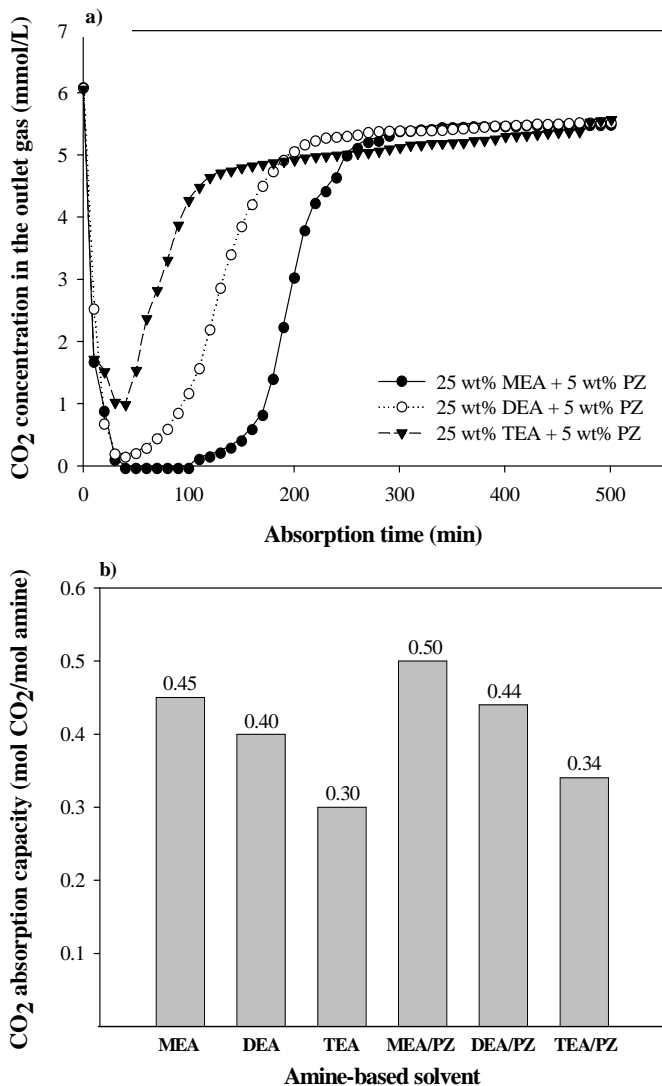 a)
CO2 concentration in the outlet gas (mmol/L)
7
6
5
4
3
2
1
0
25 wt% MEA + 5 wt% PZ
25 wt% DEA + 5 wt% PZ
25 wt% TEA + 5 wt% PZ
0 100 200 300 400 500
Absorption time (min)
b)
CO2 absorption capacity (mol CO2/mol amine)
0.6
0.5
0.4
0.3
0.2
0.1
0.45 0.40 0.30 0.50 0.44 0.34
MEA DEA TEA MEA/PZ DEA/PZ TEA/PZ
Amine-based solvent